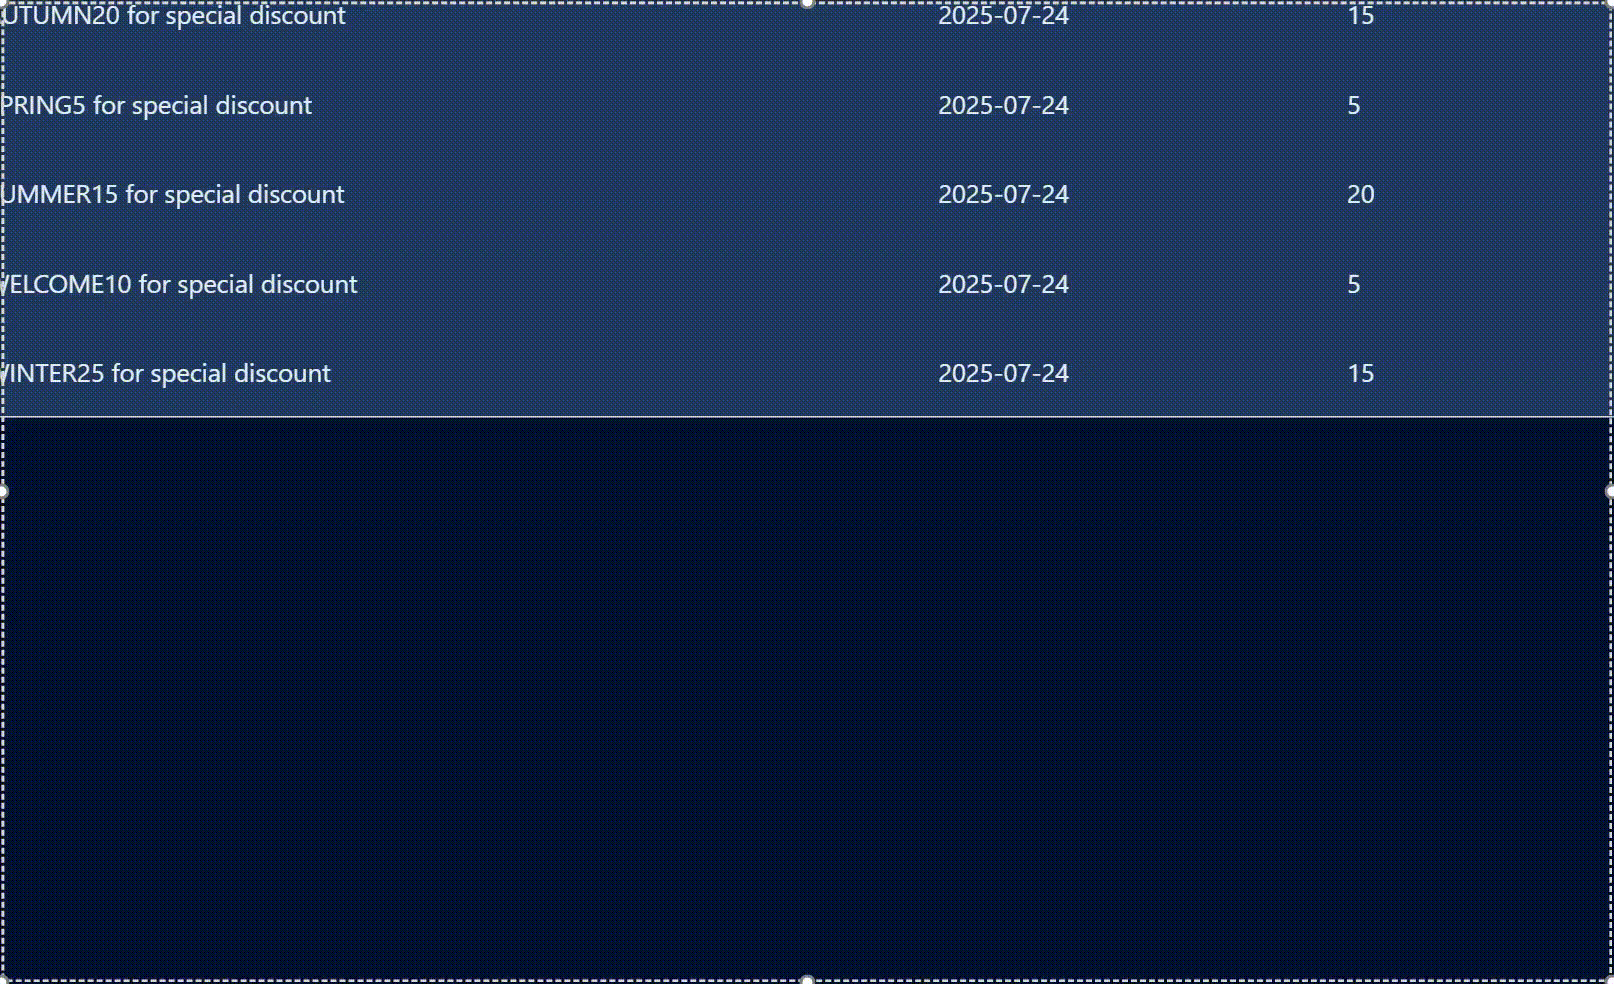 UTUMN20 for special discount 2025-07-24 15
PRING5 for special discount 2025-07-24 5
UMMER15 for special discount 2025-07-24 20
ELCOME10 for special discount 2025-07-24 5
INTER25 for special discount 2025-07-24 15